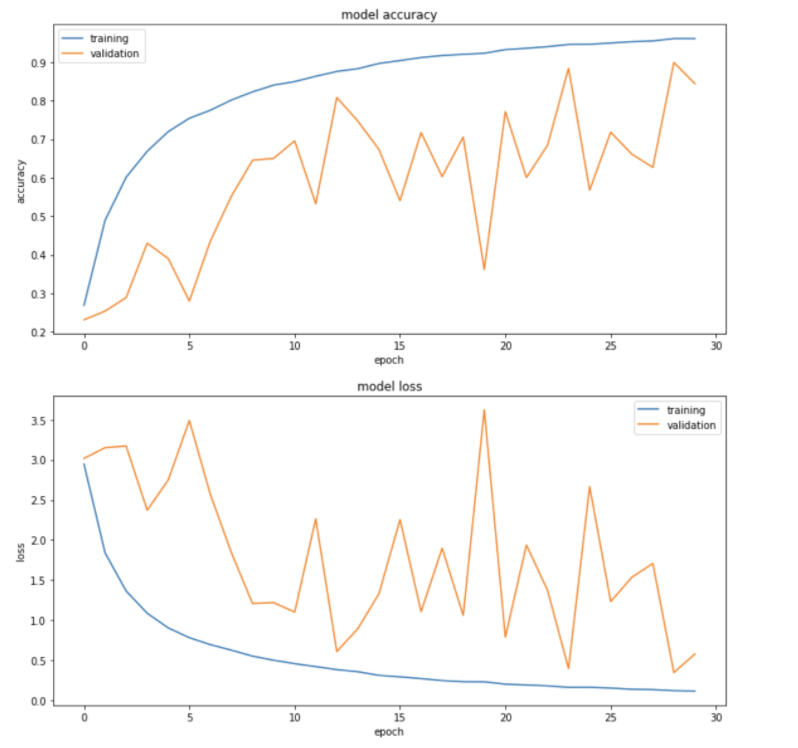 model accuracy
training
validation
0.9
0.8
0.7
0.6
0.5
0.4
0.3
0.2
accuracy
0 5 10 15 20 25 30
epoch
model loss
training
validation
3.5
3.0
2.5
2.0
1.5
1.0
0.5
0.0
loss
0 5 10 15 20 25 30
epoch